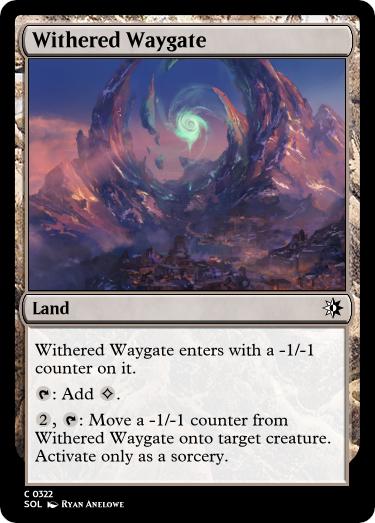 Withered Waygate
Land
Withered Waygate enters with a -1/-1
counter on it.
: Add .
2, : Move a -1/-1 counter from
Withered Waygate onto target creature.
Activate only as a sorcery.
C 0322
SOL Ryan Anelowe